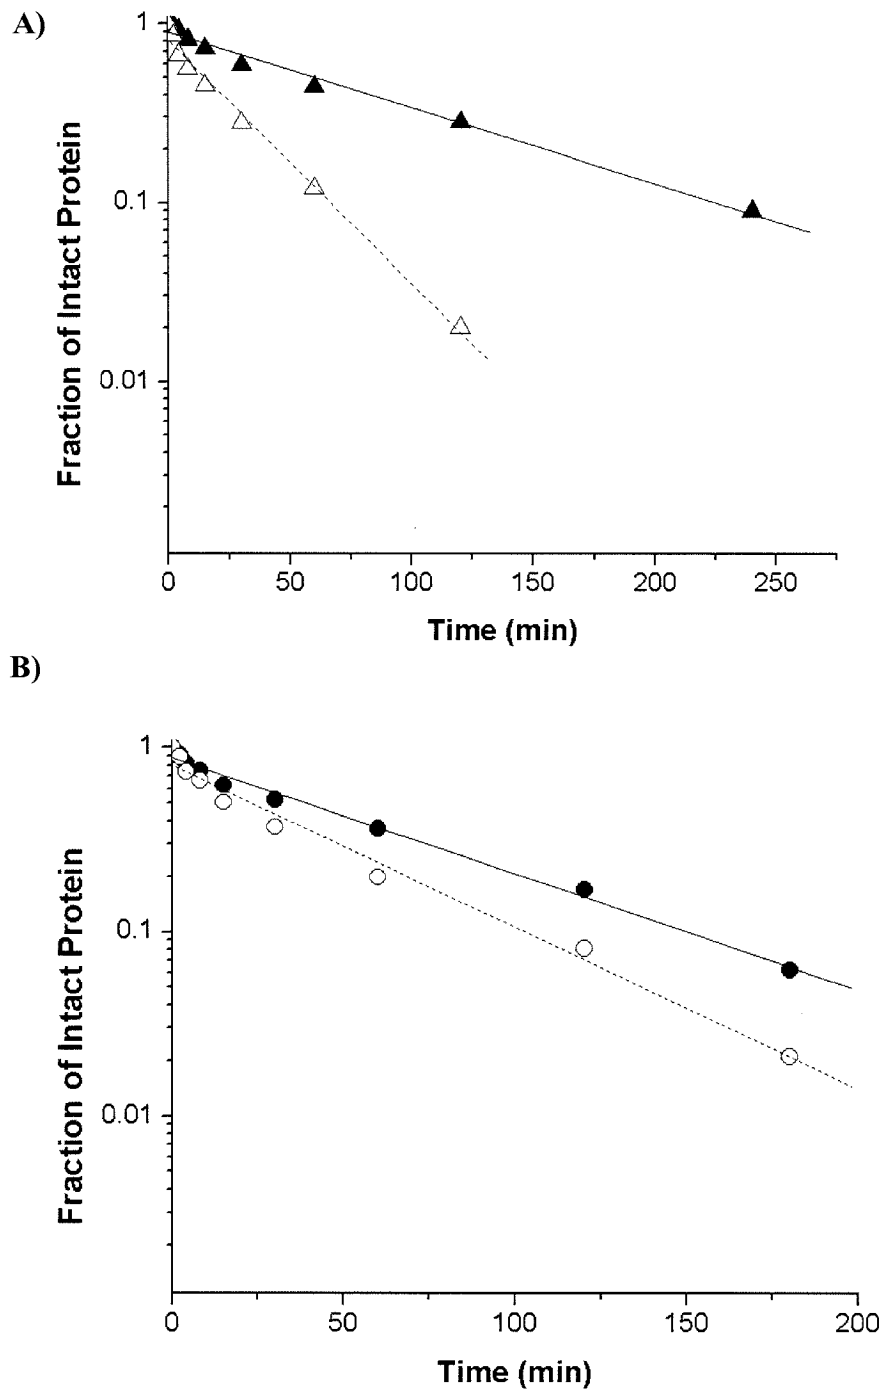 A)
1
0.1
0.01
Fraction of Intact Protein
0 50 100 150 200 250
Time (min)
B)
1
0.1
0.01
Fraction of Intact Protein
0 50 100 150 200
Time (min)